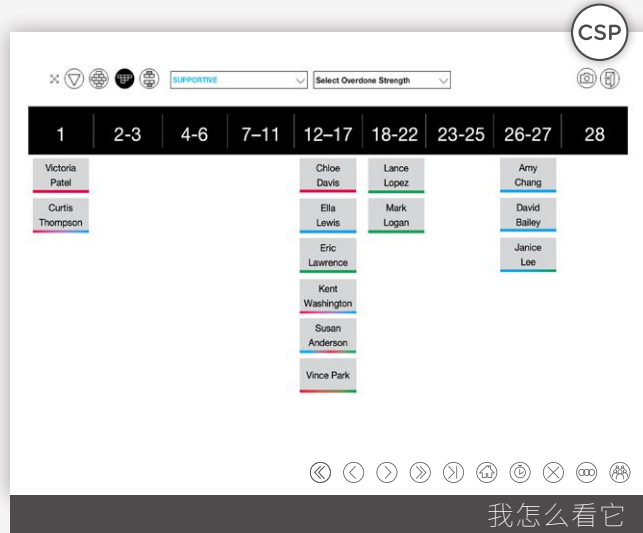 CSP
SUPPORTIVE
Select Overdone Strength
1 2-3 4-6 7–11 12–17 18-22 23-25 26-27 28
Victoria
Patel
Curtis
Thompson
Chloe
Davis
Ella
Lewis
Eric
Lawrence
Kent
Washington
Susan
Anderson
Vince Park
Lance
Lopez
Mark
Logan
Amy
Chang
David
Bailey
Janice
Lee
我怎么看它